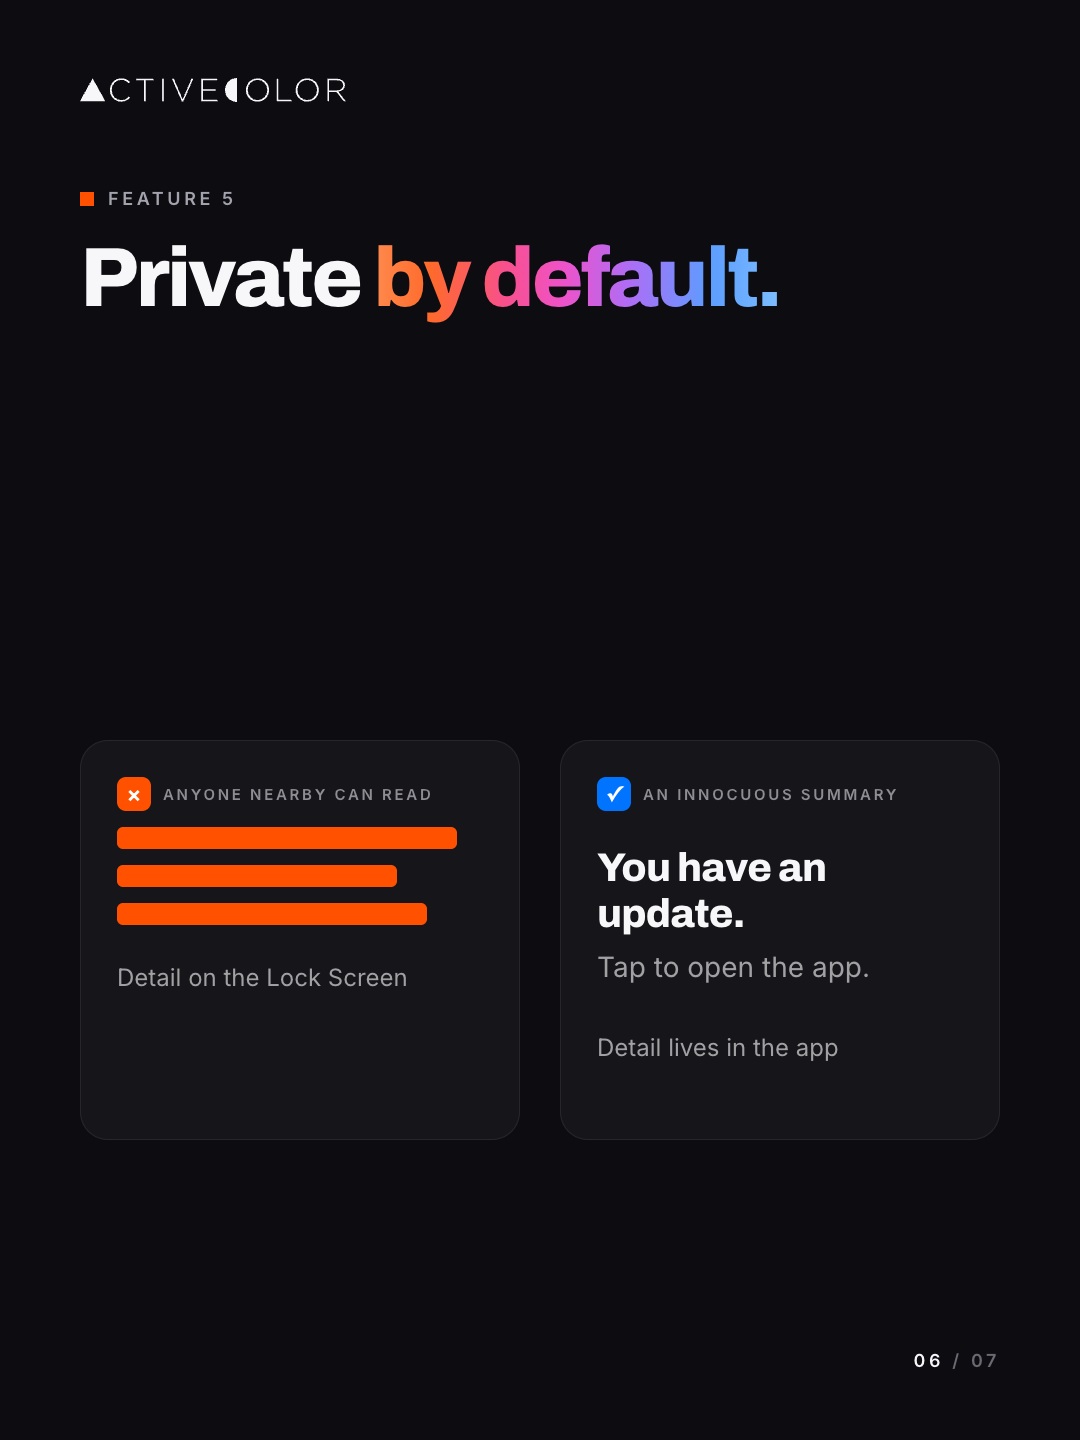 ACTIVECOLOR
FEATURE 5
Private by default.
ANYONE NEARBY CAN READ
Detail on the Lock Screen
AN INNOCUOUS SUMMARY
You have an
update.
Tap to open the app.
Detail lives in the app
06 / 07